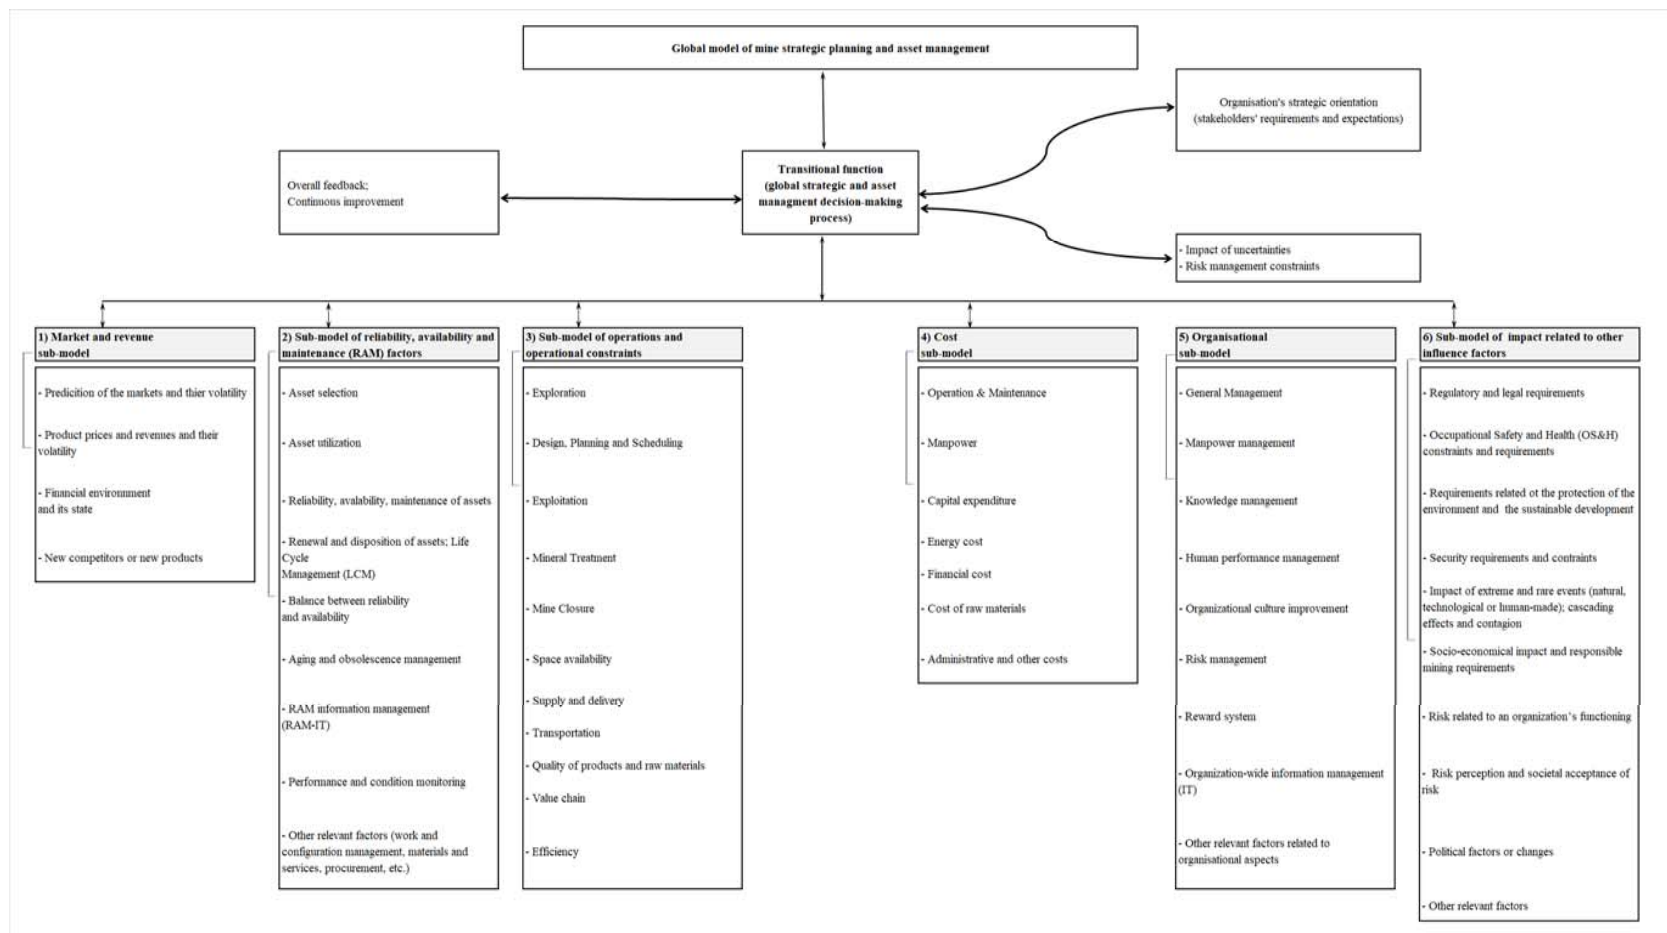 Global model of mine strategic planning and asset management
Organisation's strategic orientation
(stakeholders' requirements and expectations)
Overall feedback;
Continuous improvement
Transitional function
(global strategic and asset
managment decision-making
process)
- Impact of uncertainties
- Risk management constraints
1) Market and revenue
sub-model
- Predicition of the markets and thier volatility
- Product prices and revenues and their
volatility
- Financial environment
and its state
- New competitors or new products
2) Sub-model of reliability, availability and
maintenance (RAM) factors
- Asset selection
- Asset utilization
- Reliability, avalability, maintenance of assets
- Renewal and disposition of assets; Life
Cycle
Management (LCM)
- Balance between reliability
and availability
- Aging and obsolescence management
- RAM information management
(RAM-IT)
- Performance and condition monitoring
- Other relevant factors (work and
configuration management, materials and
services, procurement, etc.)
3) Sub-model of operations and
operational constraints
- Exploration
- Design, Planning and Scheduling
- Exploitation
- Mineral Treatment
- Mine Closure
- Space availability
- Supply and delivery
- Transportation
- Quality of products and raw materials
- Value chain
- Efficiency
4) Cost
sub-model
- Operation & Maintenance
- Manpower
- Capital expenditure
- Energy cost
- Financial cost
- Cost of raw materials
- Administrative and other costs
5) Organisational
sub-model
- General Management
- Manpower management
- Knowledge management
- Human performance management
- Organizational culture improvement
- Risk management
- Reward system
- Organization-wide information management
(IT)
- Other relevant factors related to
organisational aspects
6) Sub-model of impact related to other
influence factors
- Regulatory and legal requirements
- Occupational Safety and Health (OS&H)
constraints and requirements
- Requirements related ot the protection of the
environment and the sustainable development
- Security requirements and contraints
- Impact of extreme and rare events (natural,
technological or human-made); cascading
effects and contagion
- Socio-economical impact and responsible
mining requirements
- Risk related to an organization's functioning
- Risk perception and societal acceptance of
risk
- Political factors or changes
- Other relevant factors